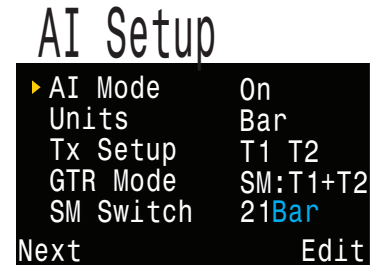 AI Setup
AI Mode On
Units Bar
Tx Setup T1 T2
GTR Mode SM:T1+T2
SM Switch 21Bar
Next Edit